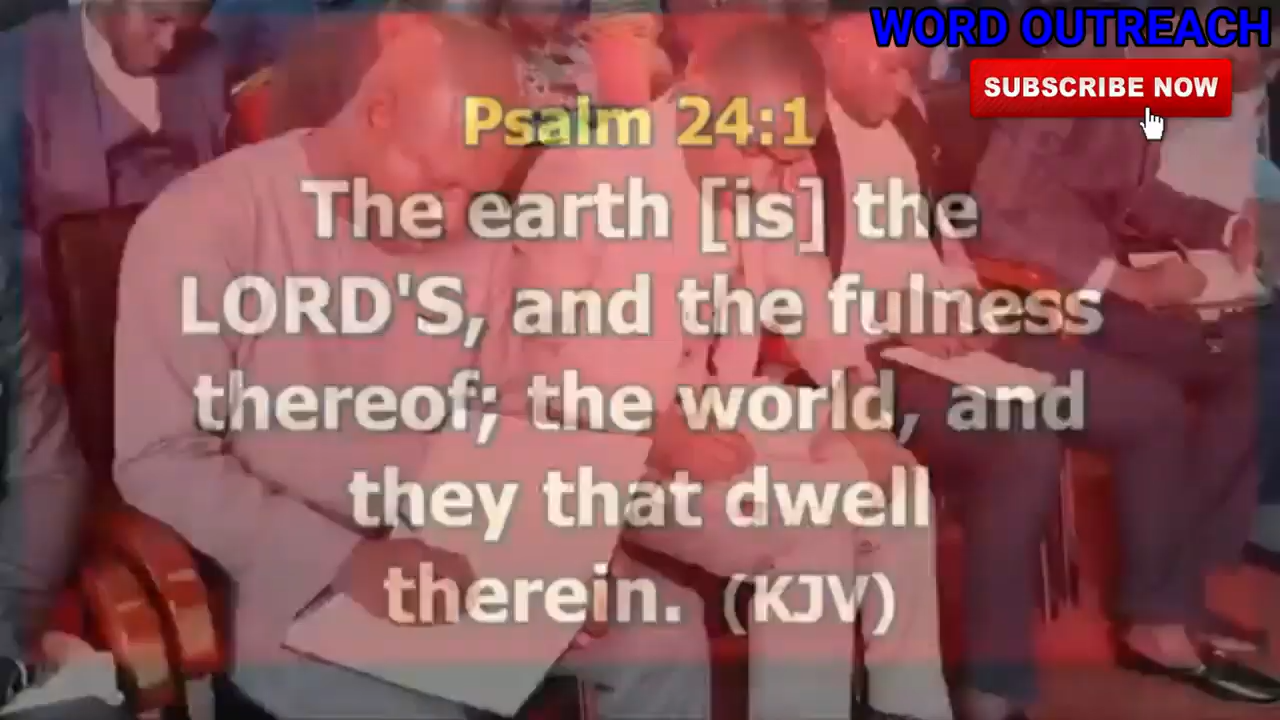 WORD OUTREACH
SUBSCRIBE NOW
Psalm 24:1
The earth [is] the
LORD'S, and the fulness
thereof; the world, and
they that dwell
therein. (KJV)